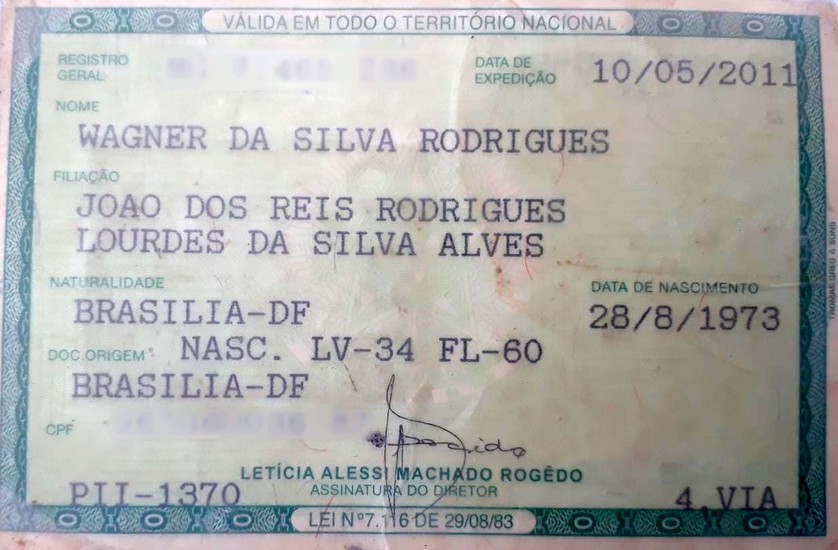 VÁLIDA EM TODO O TERRITÓRIO NACIONAL
REGISTRO GERAL
DATA DE EXPEDIÇÃO 10/05/2011
NOME
WAGNER DA SILVA RODRIGUES
FILIAÇÃO
JOAO DOS REIS RODRIGUES
LOURDES DA SILVA ALVES
NATURALIDADE DATA DE NASCIMENTO
BRASILIA-DF 28/8/1973
DOC.ORIGEM NASC. LV-34 FL-60
BRASILIA-DF
CPF
LETÍCIA ALESSI MACHADO ROGÊDO
PII-1370 ASSINATURA DO DIRETOR 4.VIA
LEI Nº7.116 DE 29/08/83